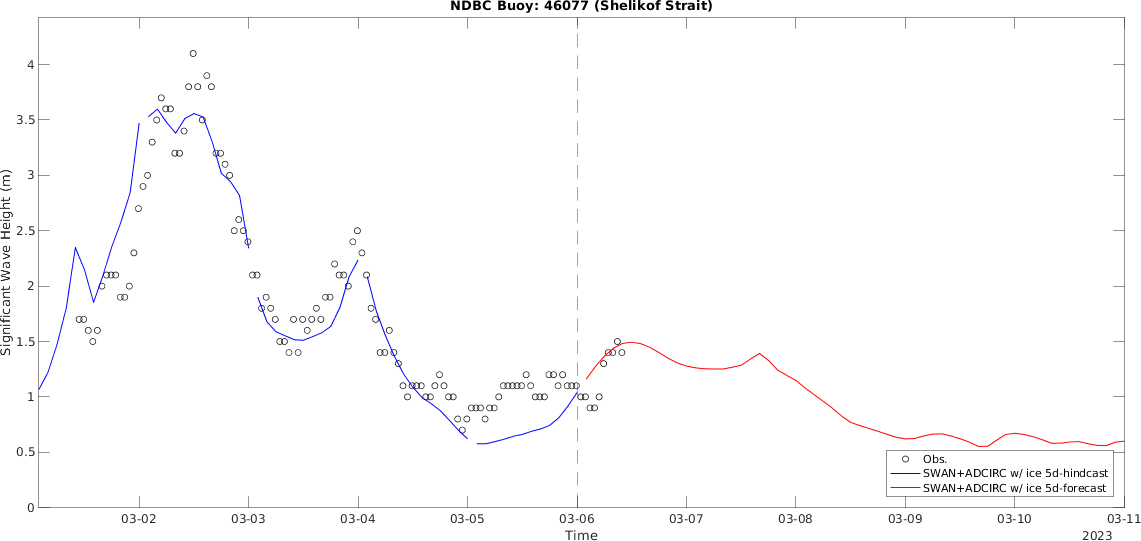 NDBC Buoy: 46077 (Shelikof Strait)
Significant Wave Height (m)
4
3.5
3
2.5
2
1.5
1
0.5
0
Obs.
SWAN+ADCIRC w/ ice 5d-hindcast
SWAN+ADCIRC w/ ice 5d-forecast
03-02 03-03 03-04 03-05 03-06 03-07 03-08 03-09 03-10 03-11
Time
2023